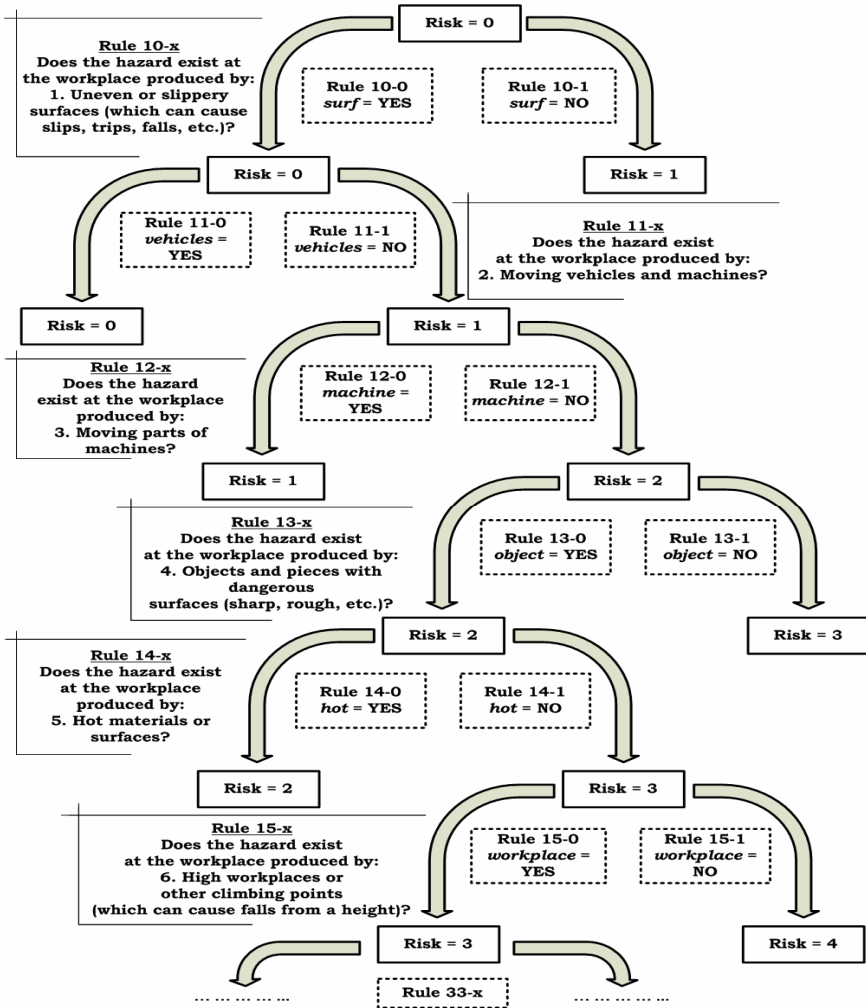 Risk = 0
Rule 10-x
Does the hazard exist at
the workplace produced by:
1. Uneven or slippery
surfaces (which can cause
slips, trips, falls, etc.)?
Rule 10-0
surf = YES
Rule 10-1
surf = NO
Risk = 0
Risk = 1
Rule 11-0
vehicles =
YES
Rule 11-1
vehicles = NO
Rule 11-x
Does the hazard exist
at the workplace produced by:
2. Moving vehicles and machines?
Risk = 0
Risk = 1
Rule 12-x
Does the hazard
exist at the workplace
produced by:
3. Moving parts of
machines?
Rule 12-0
machine =
YES
Rule 12-1
machine = NO
Risk = 1
Risk = 2
Rule 13-x
Does the hazard exist
at the workplace produced by:
4. Objects and pieces with
dangerous
surfaces (sharp, rough, etc.)?
Rule 13-0
object = YES
Rule 13-1
object = NO
Risk = 2
Risk = 3
Rule 14-x
Does the hazard exist
at the workplace
produced by:
5. Hot materials or
surfaces?
Rule 14-0
hot = YES
Rule 14-1
hot = NO
Risk = 2
Risk = 3
Rule 15-x
Does the hazard exist
at the workplace produced by:
6. High workplaces or
other climbing points
(which can cause falls from a height)?
Rule 15-0
workplace =
YES
Rule 15-1
workplace =
NO
Risk = 3
Risk = 4
... ... ... ... ...
Rule 33-x
... ... ... ... ...